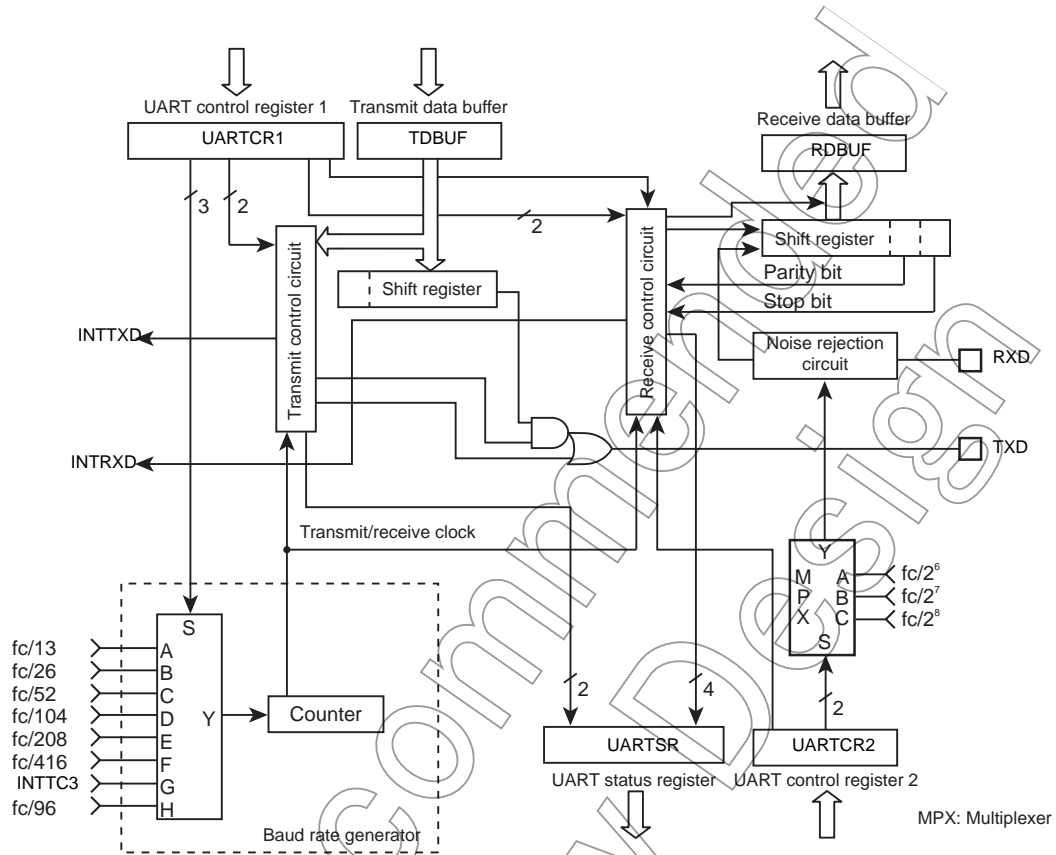 UART control register 1
Transmit data buffer
Receive data buffer
UARTCR1
TDBUF
RDBUF
3
2
2
Shift register
Parity bit
Stop bit
Shift register
Transmit control circuit
Receive control circuit
INTTXD
Noise rejection
circuit
RXD
INTRXD
TXD
Transmit/receive clock
Y
M
P
X
A
B
C
S
fc/2⁶
fc/2⁷
fc/2⁸
S
fc/13
A
fc/26
B
fc/52
C
fc/104
D
Y
Counter
fc/208
E
fc/416
F
INTTC3
G
fc/96
H
2
4
2
UARTSR
UARTCR2
UART status register
UART control register 2
Baud rate generator
MPX: Multiplexer
commended
Design